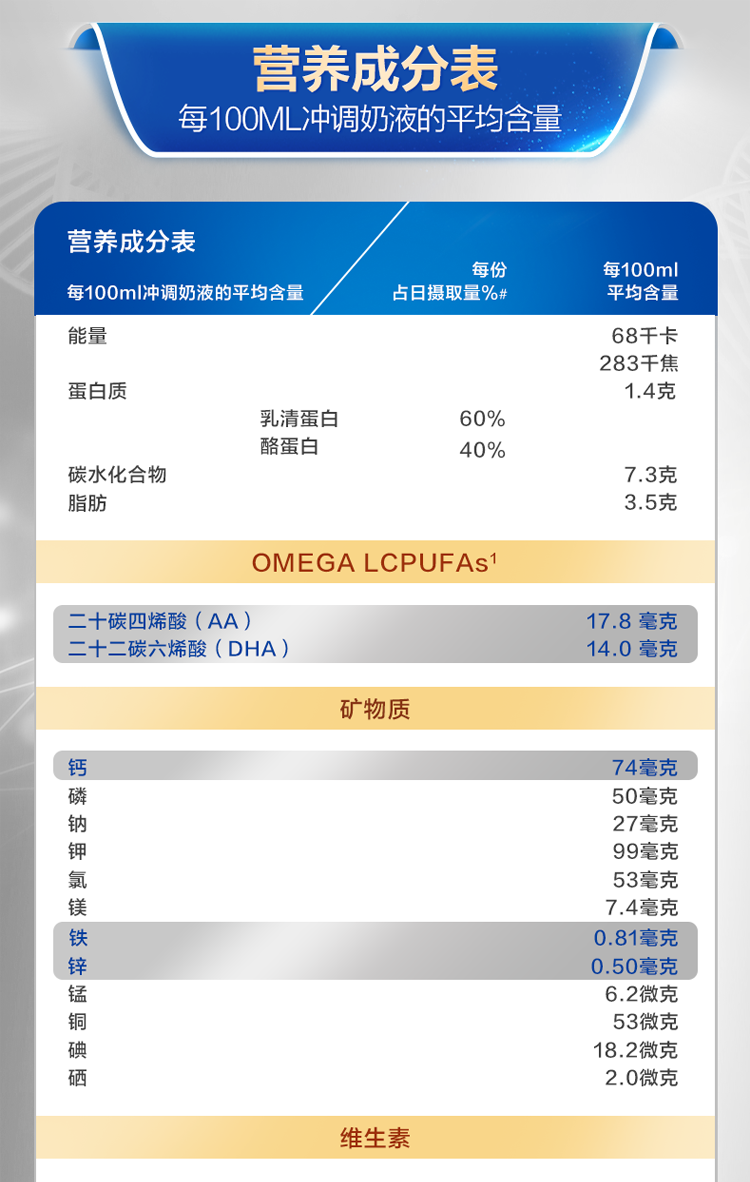 营养成分表
每100ML冲调奶液的平均含量
营养成分表
每100ml冲调奶液的平均含量
每份
占日摄取量%#
每100ml
平均含量
能量 68千卡
283千焦
蛋白质 1.4克
乳清蛋白 60%
酪蛋白 40%
碳水化合物 7.3克
脂肪 3.5克
OMEGA LCPUFAs¹
二十碳四烯酸（AA） 17.8 毫克
二十二碳六烯酸（DHA） 14.0 毫克
矿物质
钙 74毫克
磷 50毫克
钠 27毫克
钾 99毫克
氯 53毫克
镁 7.4毫克
铁 0.81毫克
锌 0.50毫克
锰 6.2微克
铜 53微克
碘 18.2微克
硒 2.0微克
维生素